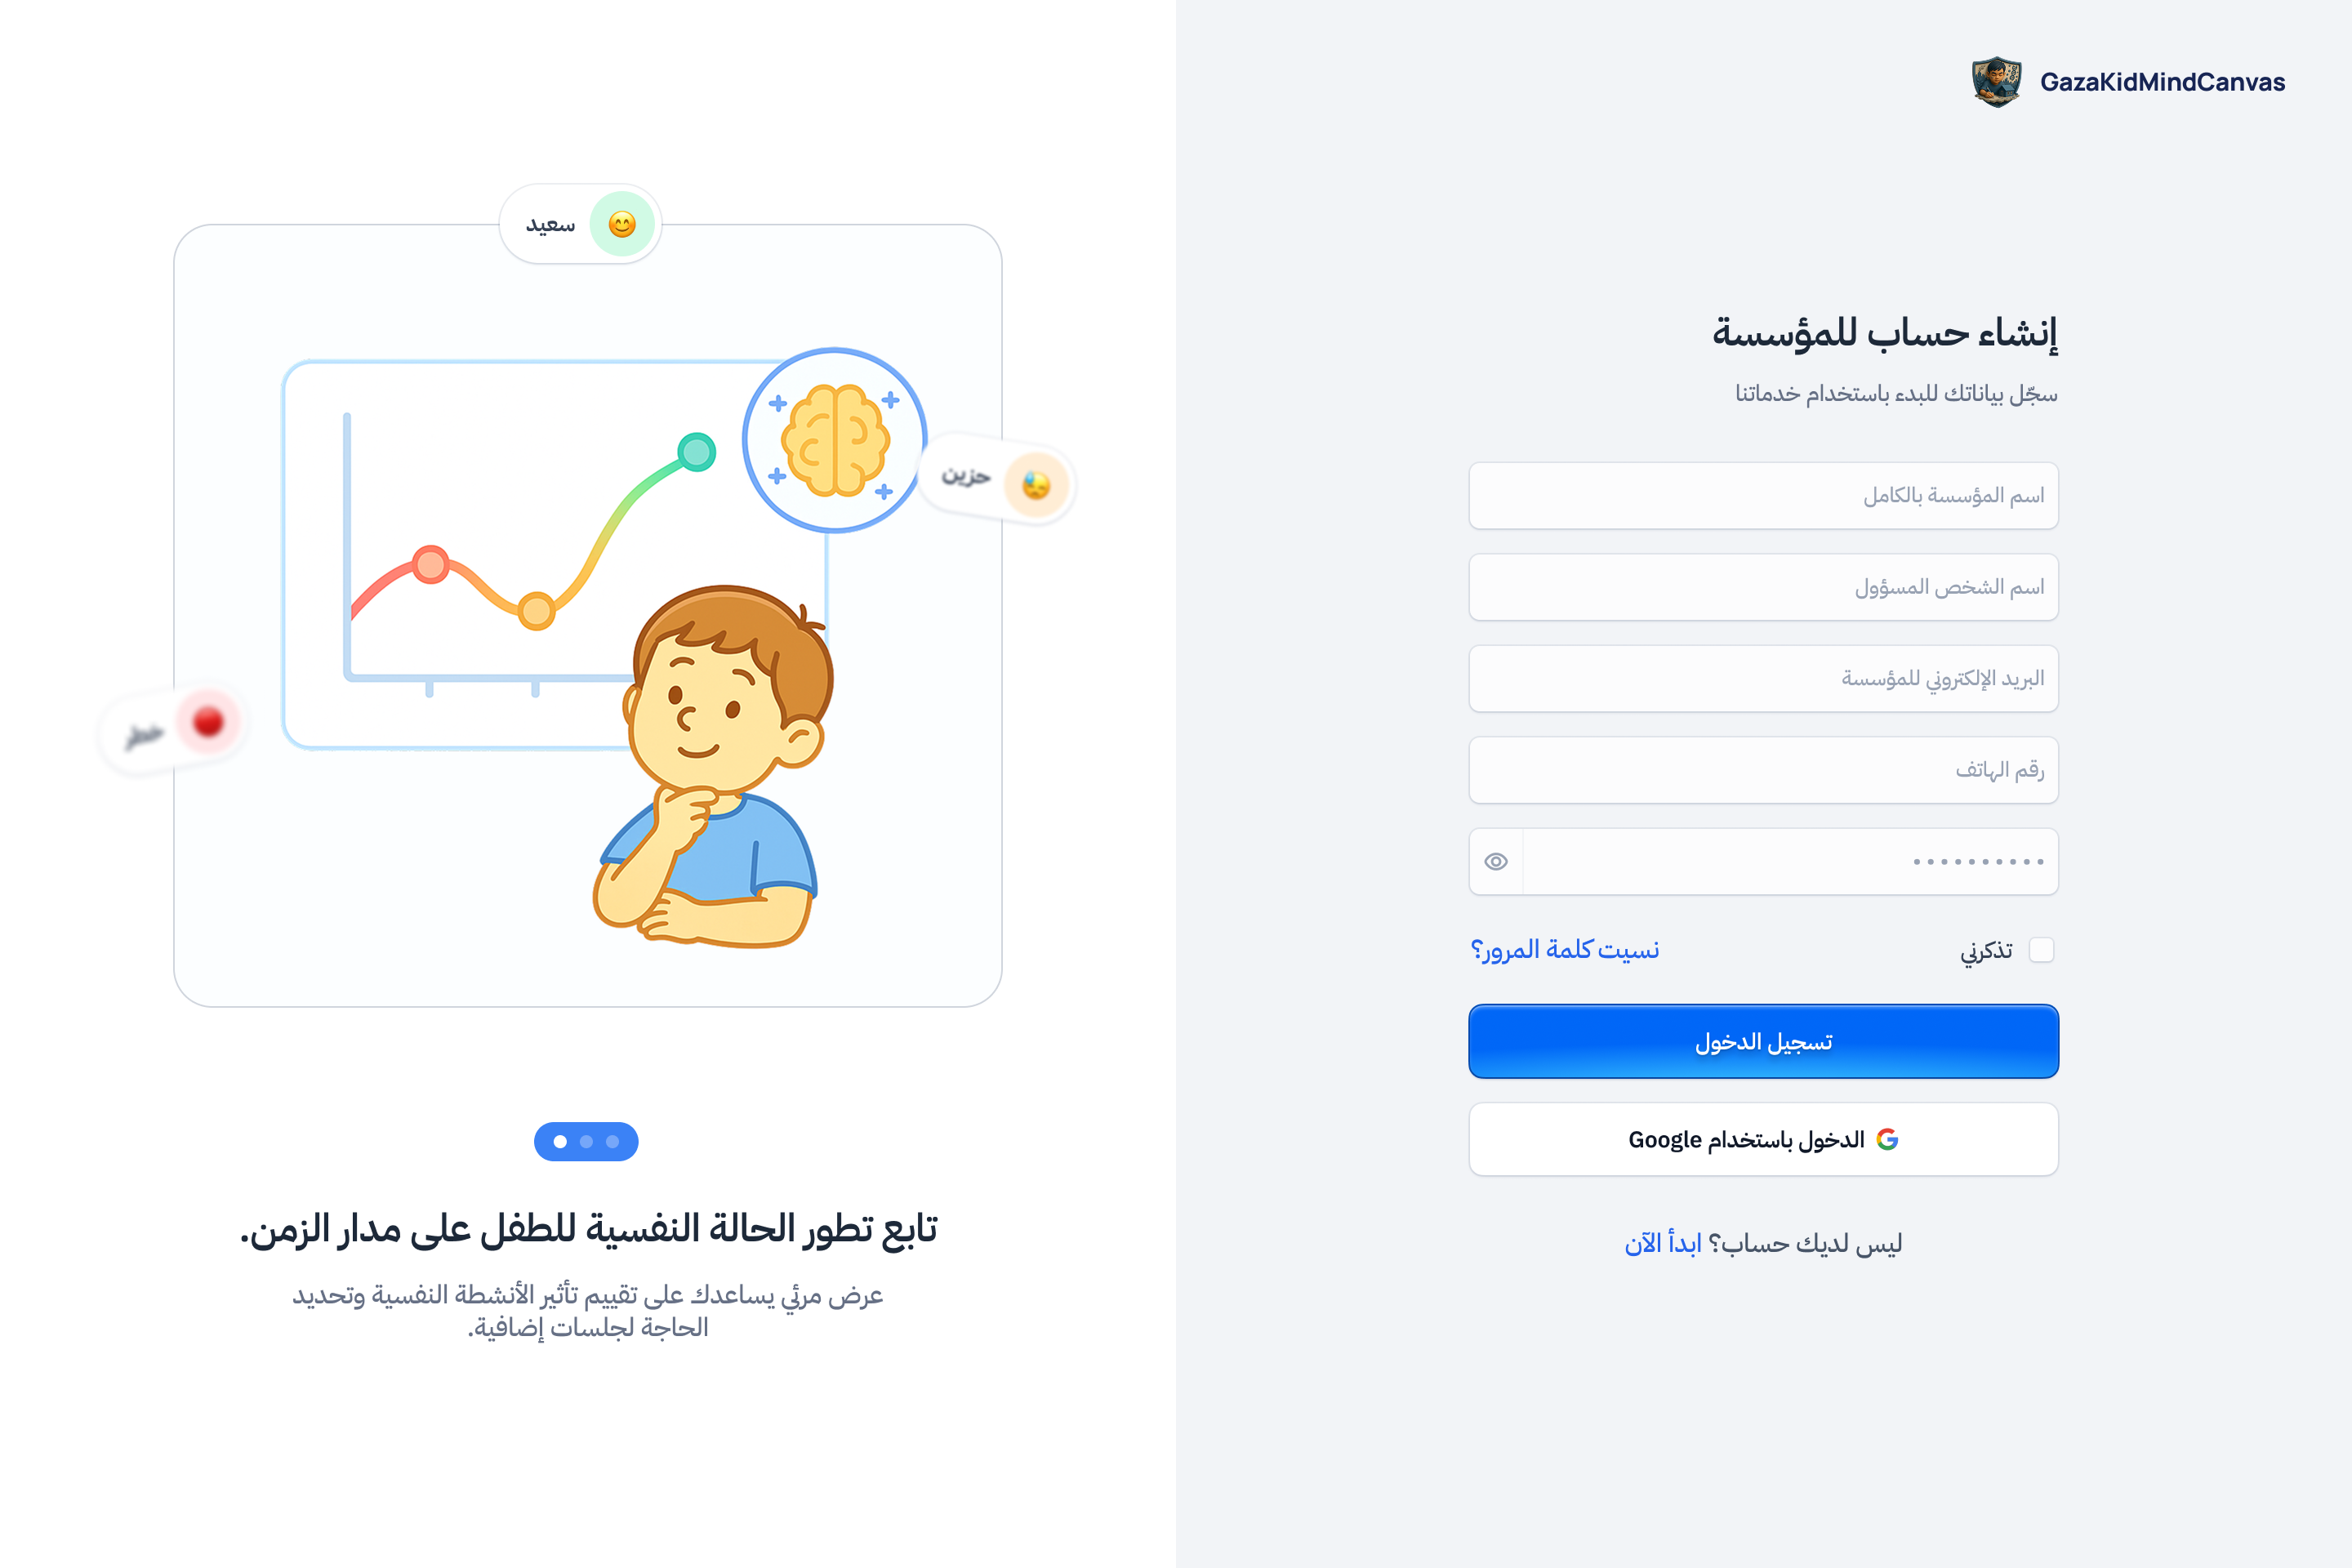 GazaKidMindCanvas
إنشاء حساب للمؤسسة
سجّل بياناتك للبدء باستخدام خدماتنا
اسم المؤسسة بالكامل
اسم الشخص المسؤول
البريد الإلكتروني للمؤسسة
رقم الهاتف
••••••••••
تذكرني
نسيت كلمة المرور؟
تسجيل الدخول
الدخول باستخدام Google
ليس لديك حساب؟ ابدأ الآن
سعيد
حزين
خطر
تابع تطور الحالة النفسية للطفل على مدار الزمن.
عرض مرئي يساعدك على تقييم تأثير الأنشطة النفسية وتحديد
الحاجة لجلسات إضافية.